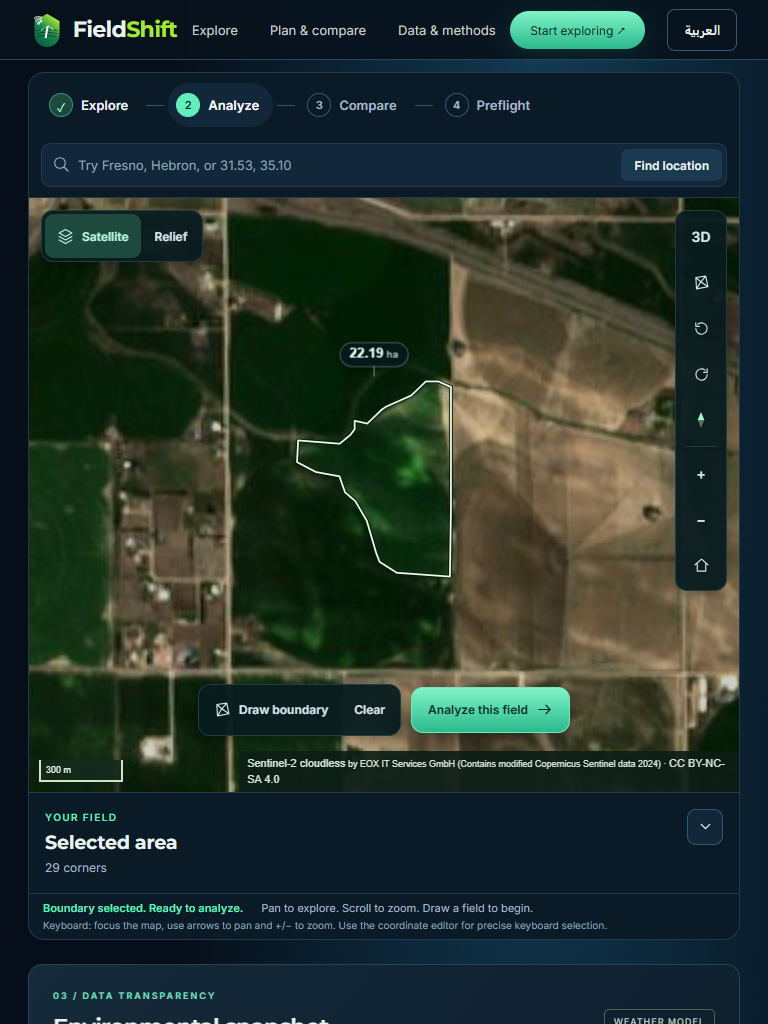 FieldShift
Explore
Plan & compare
Data & methods
Start exploring ↗
العربية
✓ Explore
2 Analyze
3 Compare
4 Preflight
Try Fresno, Hebron, or 31.53, 35.10
Find location
Satellite
Relief
3D
22.19 ha
+
−
Draw boundary
Clear
Analyze this field →
300 m
Sentinel-2 cloudless by EOX IT Services GmbH (Contains modified Copernicus Sentinel data 2024) · CC BY-NC-
SA 4.0
YOUR FIELD
Selected area
29 corners
Boundary selected. Ready to analyze.
Pan to explore. Scroll to zoom. Draw a field to begin.
Keyboard: focus the map, use arrows to pan and +/− to zoom. Use the coordinate editor for precise keyboard selection.
03 / DATA TRANSPARENCY
Environmental snapshot
WEATHER MODEL